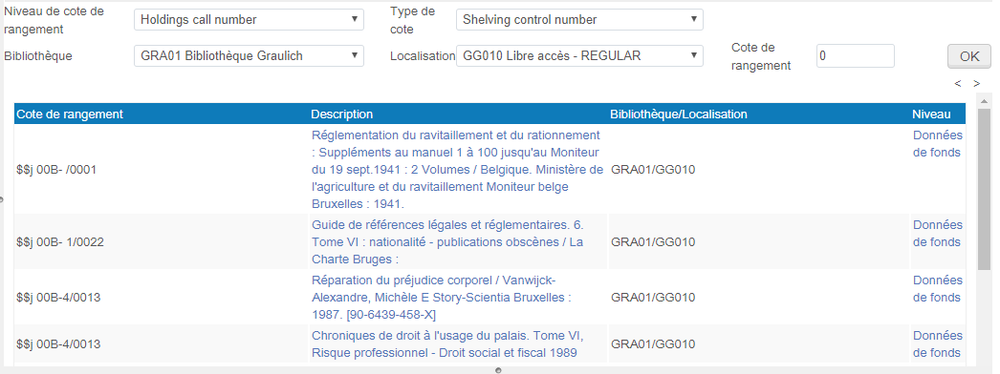 Niveau de cote de rangement Holdings call number Type de cote Shelving control number
Bibliothèque GRA01 Bibliothèque Graulich Localisation GG010 Libre accès - REGULAR Cote de rangement 0 OK
< >
Cote de rangement Description Bibliothèque/Localisation Niveau
$$j 00B- /0001 Réglementation du ravitaillement et du rationnement
: Suppléments au manuel 1 à 100 jusqu'au Moniteur
du 19 sept.1941 : 2 Volumes / Belgique. Ministère de
l'agriculture et du ravitaillement Moniteur belge
Bruxelles : 1941.
GRA01/GG010
Données
de fonds
$$j 00B- 1/0022
Guide de références légales et réglementaires. 6.
Tome VI : nationalité - publications obscènes / La
Charte Bruges :
GRA01/GG010
Données
de fonds
$$j 00B-4/0013
Réparation du préjudice corporel / Vanwijck-
Alexandre, Michèle E Story-Scientia Bruxelles :
1987. [90-6439-458-X]
GRA01/GG010
Données
de fonds
$$j 00B-4/0013
Chroniques de droit à l'usage du palais. Tome VI,
Risque professionnel - Droit social et fiscal 1989
GRA01/GG010
Données
de fonds